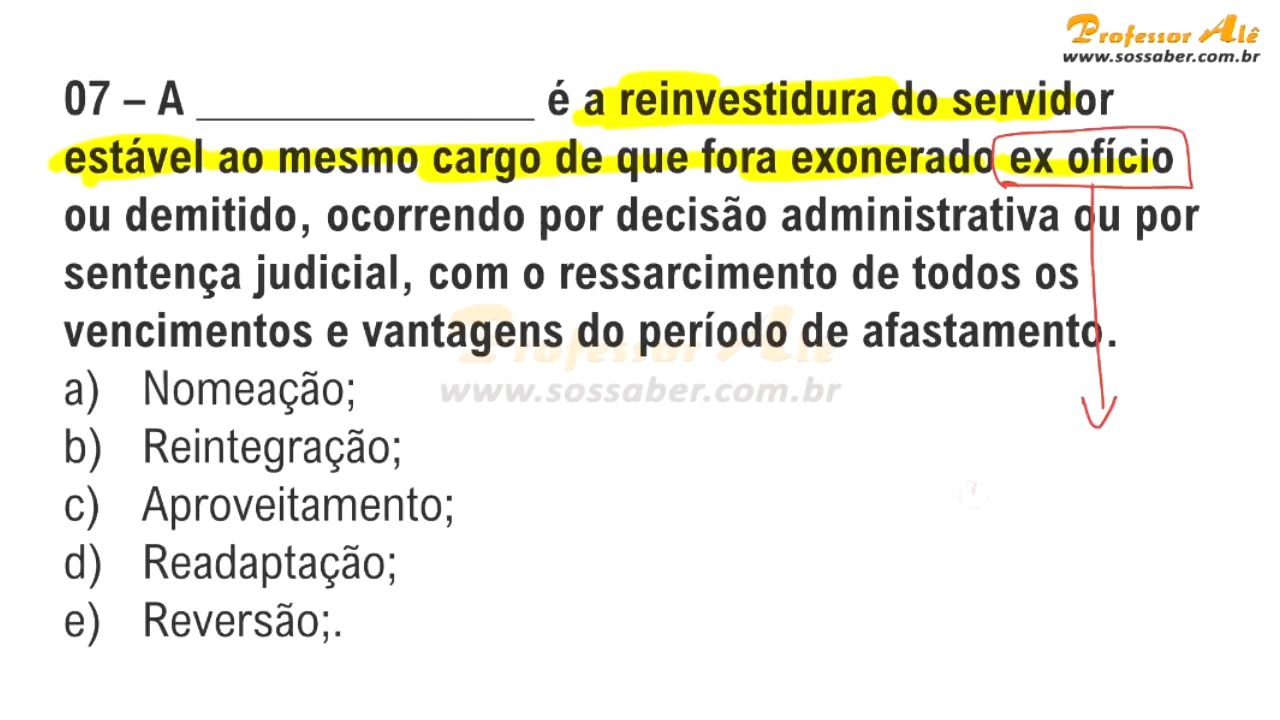 Professor Alê
www.sossaber.com.br
07 – A ________________ é a reinvestidura do servidor
estável ao mesmo cargo de que fora exonerado ex ofício
ou demitido, ocorrendo por decisão administrativa ou por
sentença judicial, com o ressarcimento de todos os
vencimentos e vantagens do período de afastamento.
Professor Alê
www.sossaber.com.br
a) Nomeação;
b) Reintegração;
c) Aproveitamento;
d) Readaptação;
e) Reversão;.